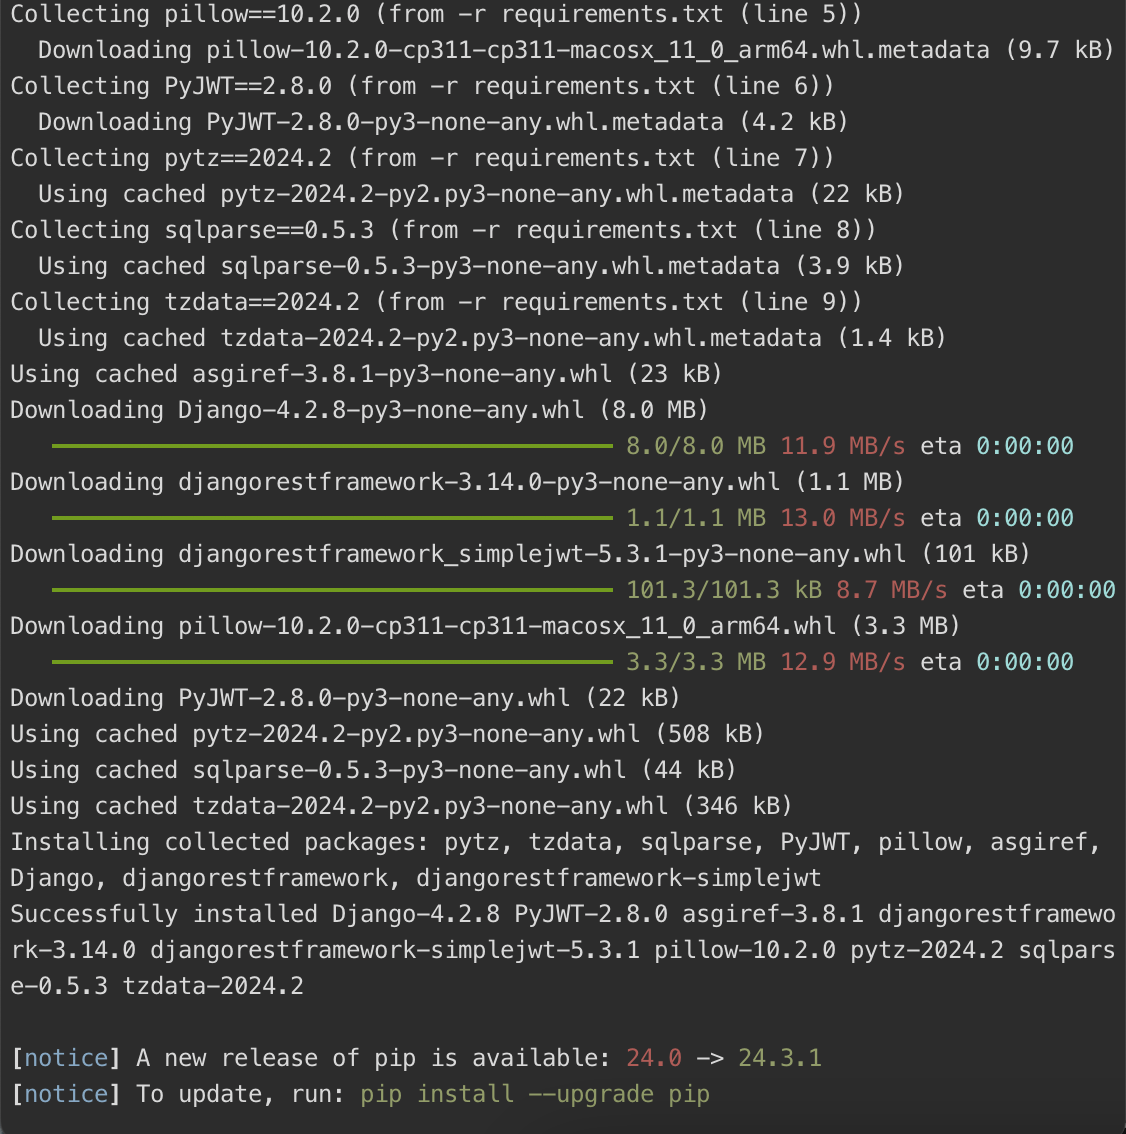 Collecting pillow==10.2.0 (from -r requirements.txt (line 5))
  Downloading pillow-10.2.0-cp311-cp311-macosx_11_0_arm64.whl.metadata (9.7 kB)
Collecting PyJWT==2.8.0 (from -r requirements.txt (line 6))
  Downloading PyJWT-2.8.0-py3-none-any.whl.metadata (4.2 kB)
Collecting pytz==2024.2 (from -r requirements.txt (line 7))
  Using cached pytz-2024.2-py2.py3-none-any.whl.metadata (22 kB)
Collecting sqlparse==0.5.3 (from -r requirements.txt (line 8))
  Using cached sqlparse-0.5.3-py3-none-any.whl.metadata (3.9 kB)
Collecting tzdata==2024.2 (from -r requirements.txt (line 9))
  Using cached tzdata-2024.2-py2.py3-none-any.whl.metadata (1.4 kB)
Using cached asgiref-3.8.1-py3-none-any.whl (23 kB)
Downloading Django-4.2.8-py3-none-any.whl (8.0 MB)
8.0/8.0 MB 11.9 MB/s eta 0:00:00
Downloading djangorestframework-3.14.0-py3-none-any.whl (1.1 MB)
1.1/1.1 MB 13.0 MB/s eta 0:00:00
Downloading djangorestframework_simplejwt-5.3.1-py3-none-any.whl (101 kB)
101.3/101.3 kB 8.7 MB/s eta 0:00:00
Downloading pillow-10.2.0-cp311-cp311-macosx_11_0_arm64.whl (3.3 MB)
3.3/3.3 MB 12.9 MB/s eta 0:00:00
Downloading PyJWT-2.8.0-py3-none-any.whl (22 kB)
Using cached pytz-2024.2-py2.py3-none-any.whl (508 kB)
Using cached sqlparse-0.5.3-py3-none-any.whl (44 kB)
Using cached tzdata-2024.2-py2.py3-none-any.whl (346 kB)
Installing collected packages: pytz, tzdata, sqlparse, PyJWT, pillow, asgiref,
Django, djangorestframework, djangorestframework-simplejwt
Successfully installed Django-4.2.8 PyJWT-2.8.0 asgiref-3.8.1 djangorestframewo
rk-3.14.0 djangorestframework-simplejwt-5.3.1 pillow-10.2.0 pytz-2024.2 sqlpars
e-0.5.3 tzdata-2024.2

[notice] A new release of pip is available: 24.0 -> 24.3.1
[notice] To update, run: pip install --upgrade pip